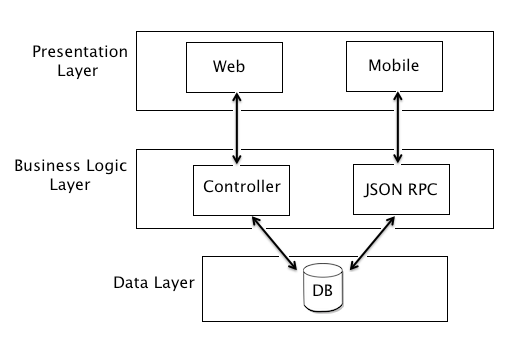 Presentation
Layer
Web
Mobile
Business Logic
Layer
Controller
JSON RPC
Data Layer
DB